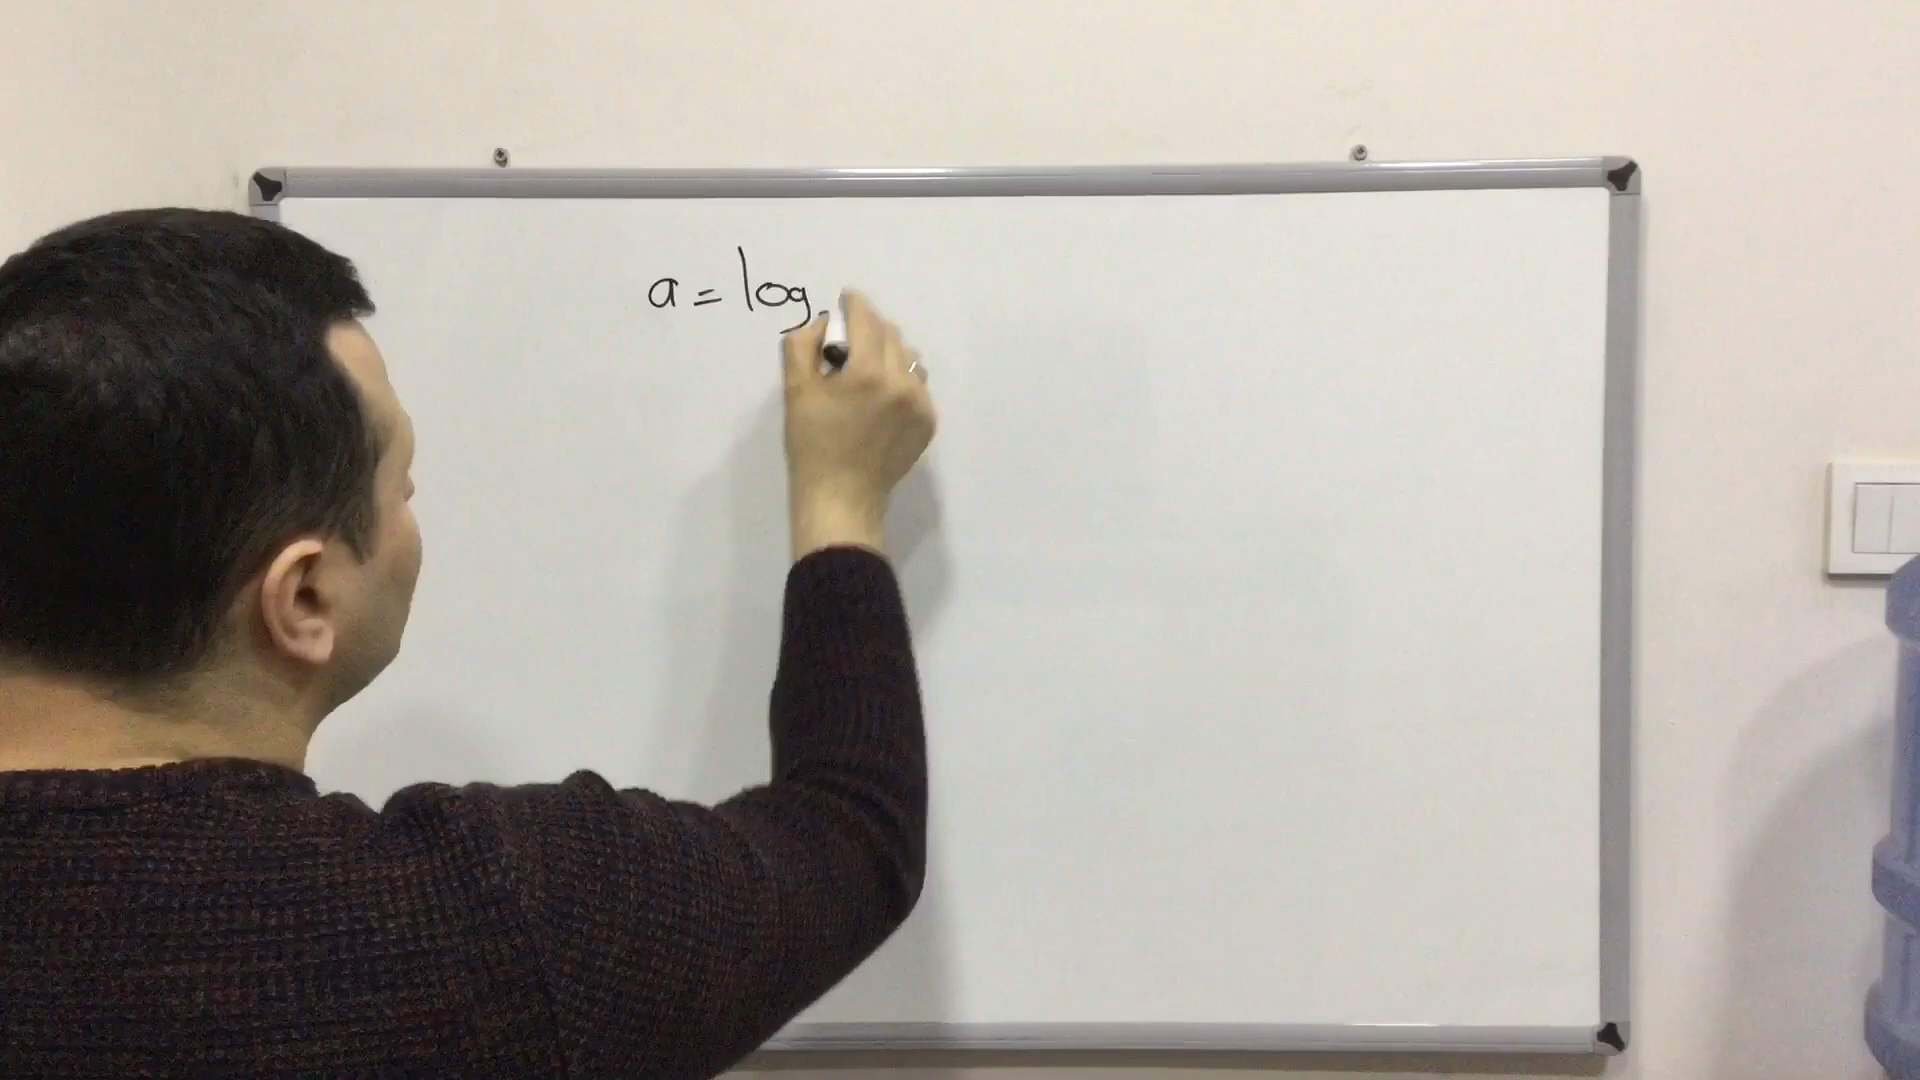 a = log